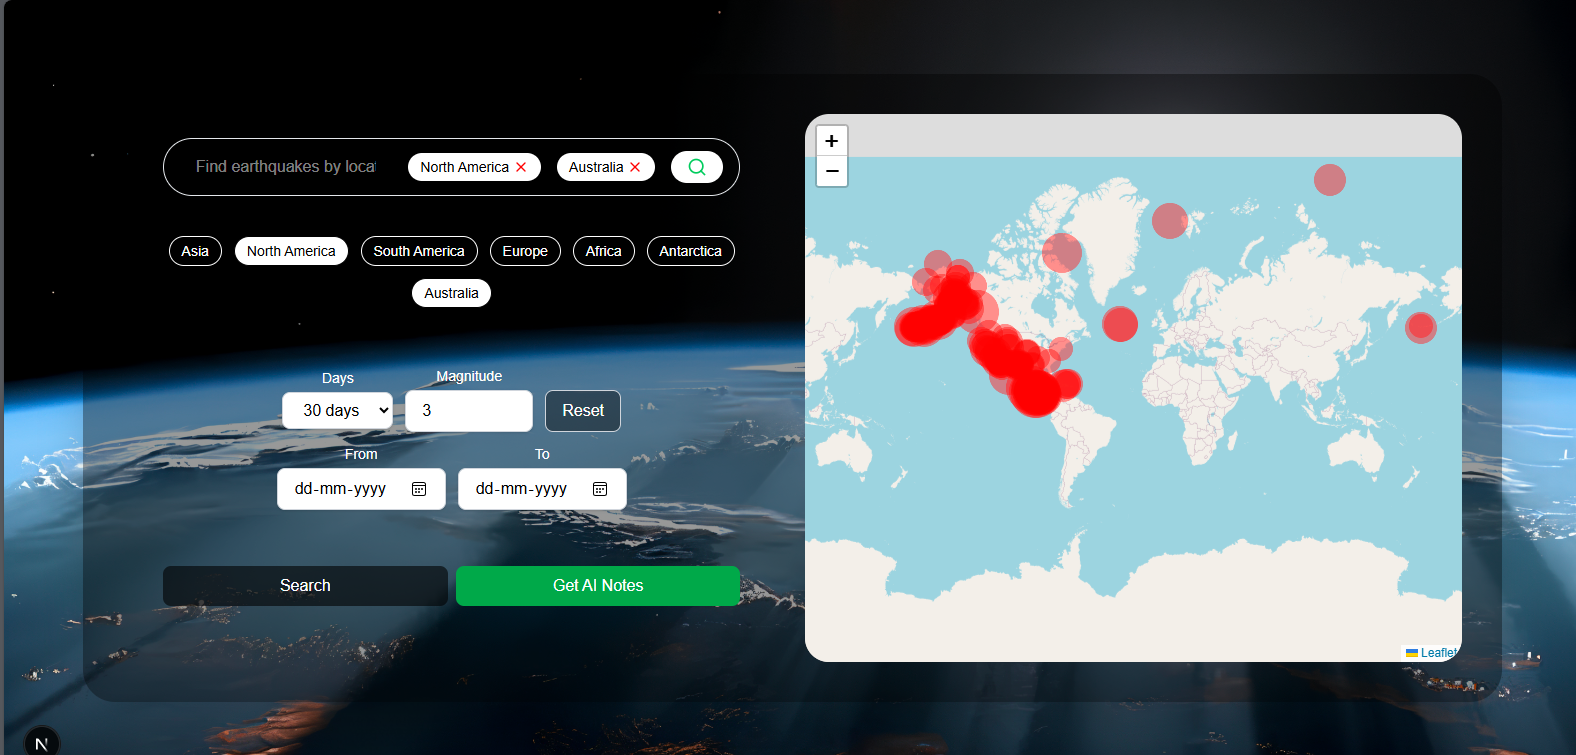 Find earthquakes by locat
North America ×
Australia ×
Asia
North America
South America
Europe
Africa
Antarctica
Australia
Days
Magnitude
30 days
3
Reset
From
To
dd-mm-yyyy
dd-mm-yyyy
Search
Get AI Notes
+
−
Leaflet
N